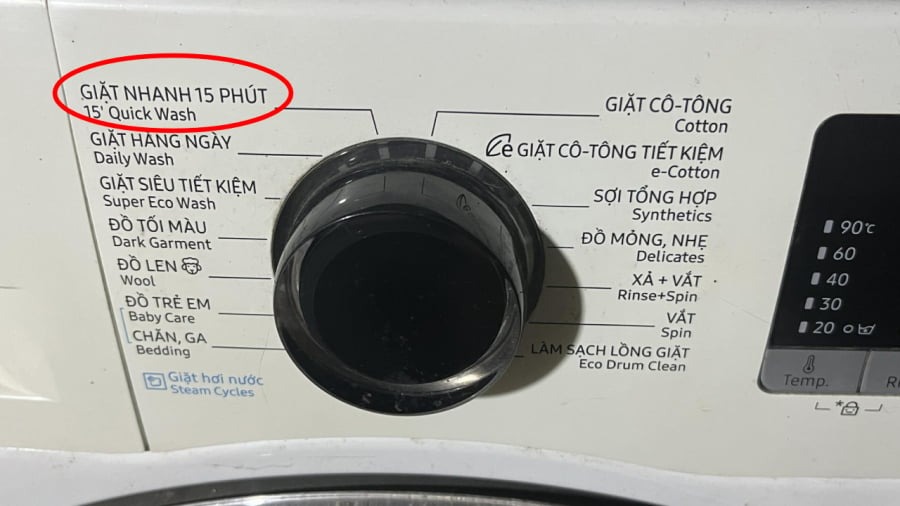 GIẶT NHANH 15 PHÚT
15' Quick Wash
GIẶT HÀNG NGÀY
Daily Wash
GIẶT SIÊU TIẾT KIỆM
Super Eco Wash
ĐỒ TỐI MÀU
Dark Garment
ĐỒ LEN
Wool
ĐỒ TRẺ EM
Baby Care
CHĂN, GA
Bedding
Giặt hơi nước
Steam Cycles
GIẶT CÔ-TÔNG
Cotton
é GIẶT CÔ-TÔNG TIẾT KIỆM
e-Cotton
SỢI TỔNG HỢP
Synthetics
ĐỒ MỎNG, NHẸ
Delicates
XẢ + VẮT
Rinse+Spin
VẮT
Spin
LÀM SẠCH LỒNG GIẶT
Eco Drum Clean
90℃
60
40
30
20
Temp.